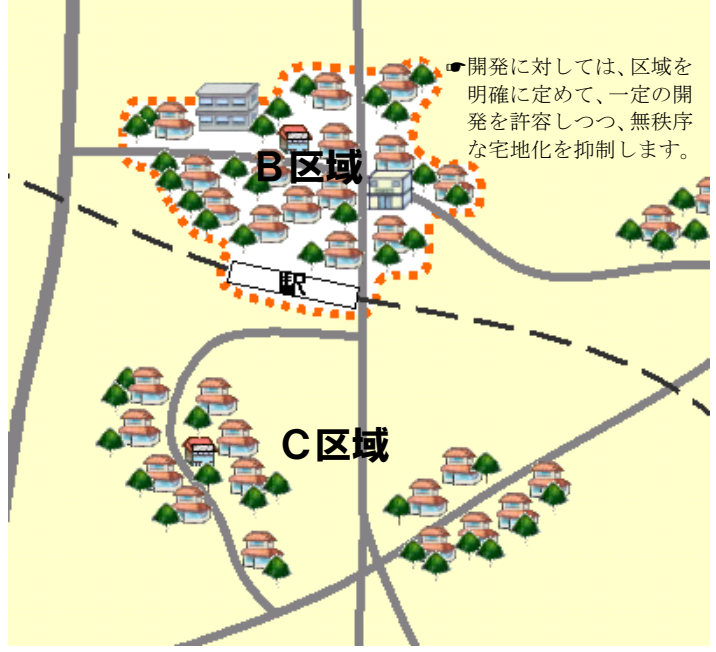 ☛開発に対しては、区域を
明確に定めて、一定の開
発を許容しつつ、無秩序
な宅地化を抑制します。
B区域
駅
C区域